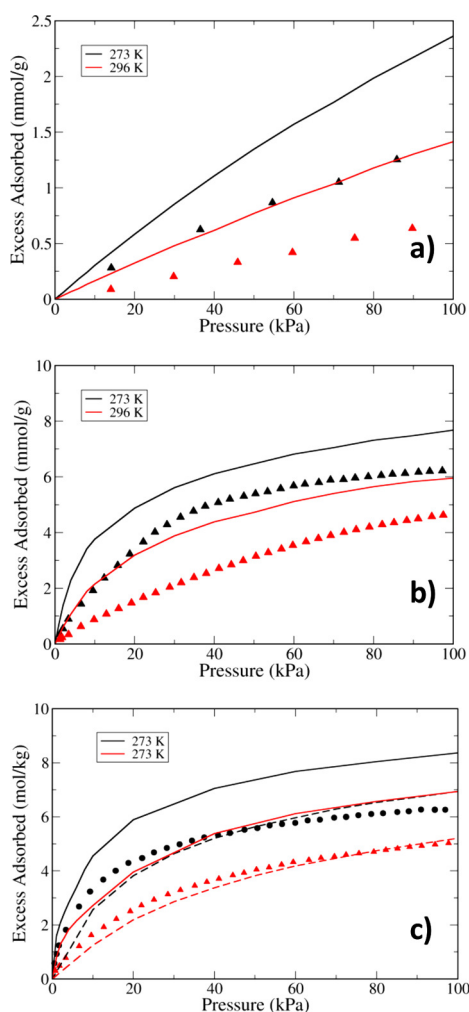 2.5
2
1.5
1
0.5
0
Excess Adsorbed (mmol/g)
273 K
296 K
a)
0 20 40 60 80 100
Pressure (kPa)
10
8
6
4
2
0
Excess Adsorbed (mmol/g)
273 K
296 K
b)
0 20 40 60 80 100
Pressure (kPa)
10
8
6
4
2
0
Excess Adsorbed (mol/kg)
273 K
273 K
c)
0 20 40 60 80 100
Pressure (kPa)